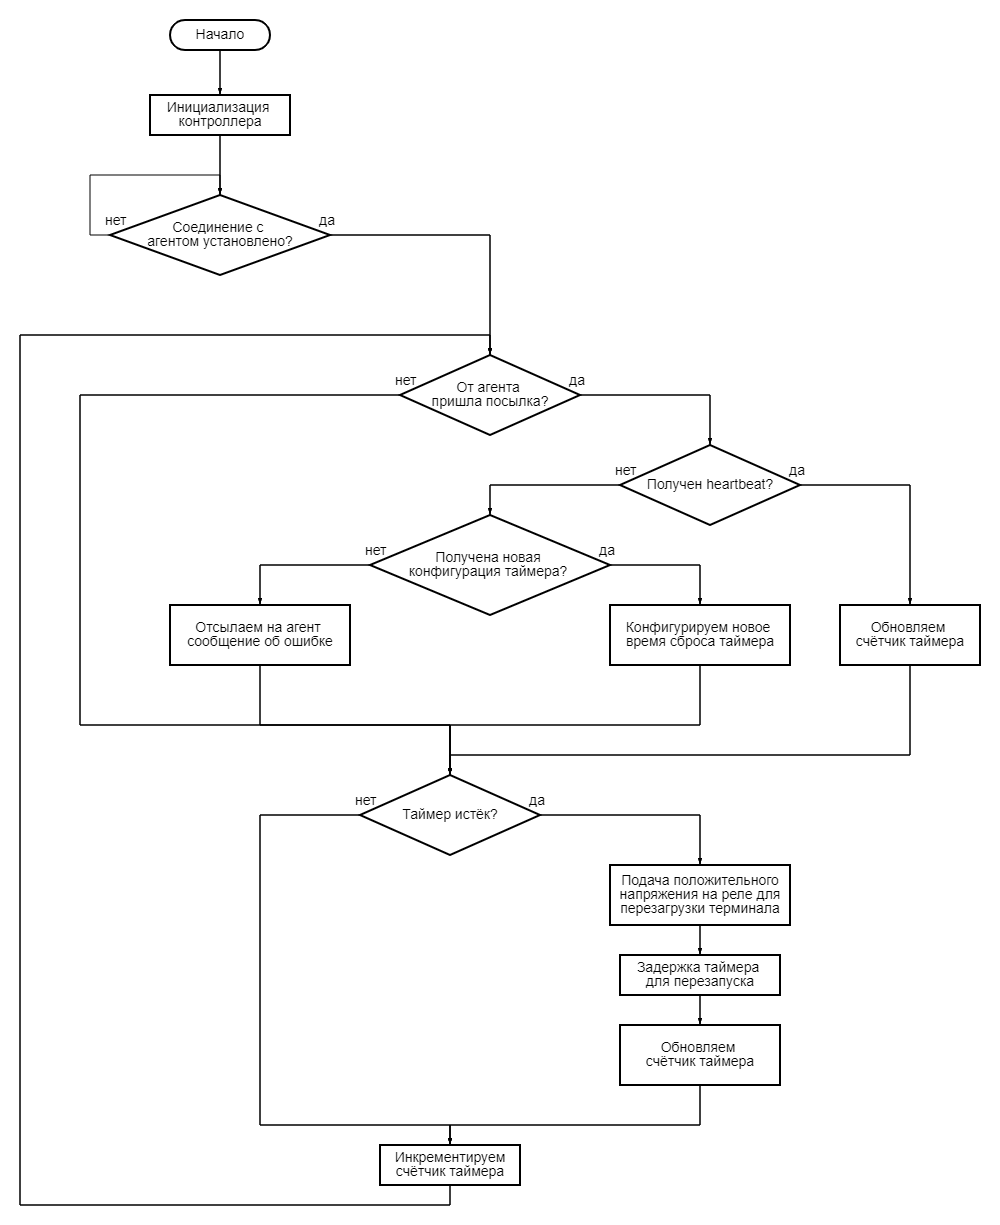 Начало
Инициализация
контроллера
нет
да
Соединение с
агентом установлено?
нет
да
От агента
пришла посылка?
нет
да
Получен heartbeat?
нет
да
Получена новая
конфигурация таймера?
Отсылаем на агент
сообщение об ошибке
Конфигурируем новое
время сброса таймера
Обновляем
счётчик таймера
нет
да
Таймер истёк?
Подача положительного
напряжения на реле для
перезагрузки терминала
Задержка таймера
для перезапуска
Обновляем
счётчик таймера
Инкрементируем
счётчик таймера